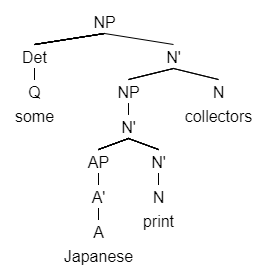 NP
Det N'
Q NP N
some collectors
N'
AP N'
A' N
A print
Japanese